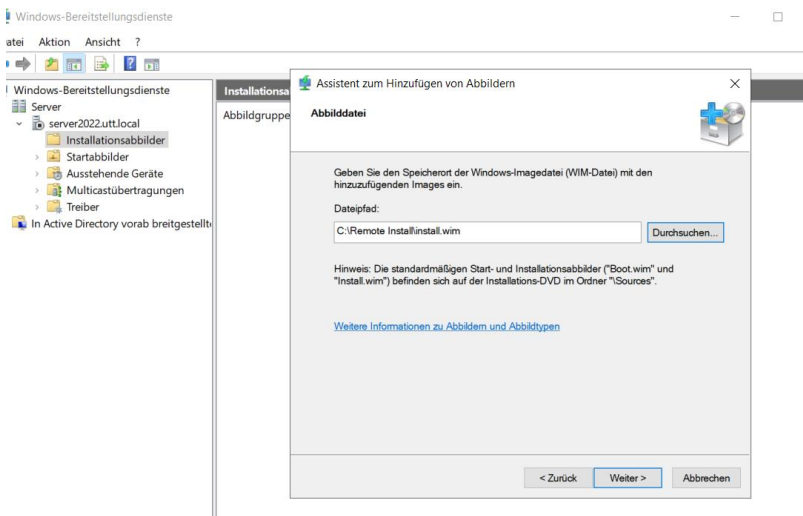 Windows-Bereitstellungsdienste
atei Aktion Ansicht ?
Windows-Bereitstellungsdienste
Server
server2022.utt.local
Installationsabbilder
Startabbilder
Ausstehende Geräte
Multicastübertragungen
Treiber
In Active Directory vorab breitgestellt
Installationsa
Abbildgruppe
Assistent zum Hinzufügen von Abbildern
Abbilddatei
Geben Sie den Speicherort der Windows-Imagedatei (WIM-Datei) mit den
hinzuzufügenden Images ein.
Dateipfad:
C:\Remote Install\install.wim
Durchsuchen...
Hinweis: Die standardmäßigen Start- und Installationsabbilder ("Boot.wim" und
"Install.wim") befinden sich auf der Installations-DVD im Ordner "\Sources".
Weitere Informationen zu Abbildern und Abbildtypen
< Zurück
Weiter >
Abbrechen